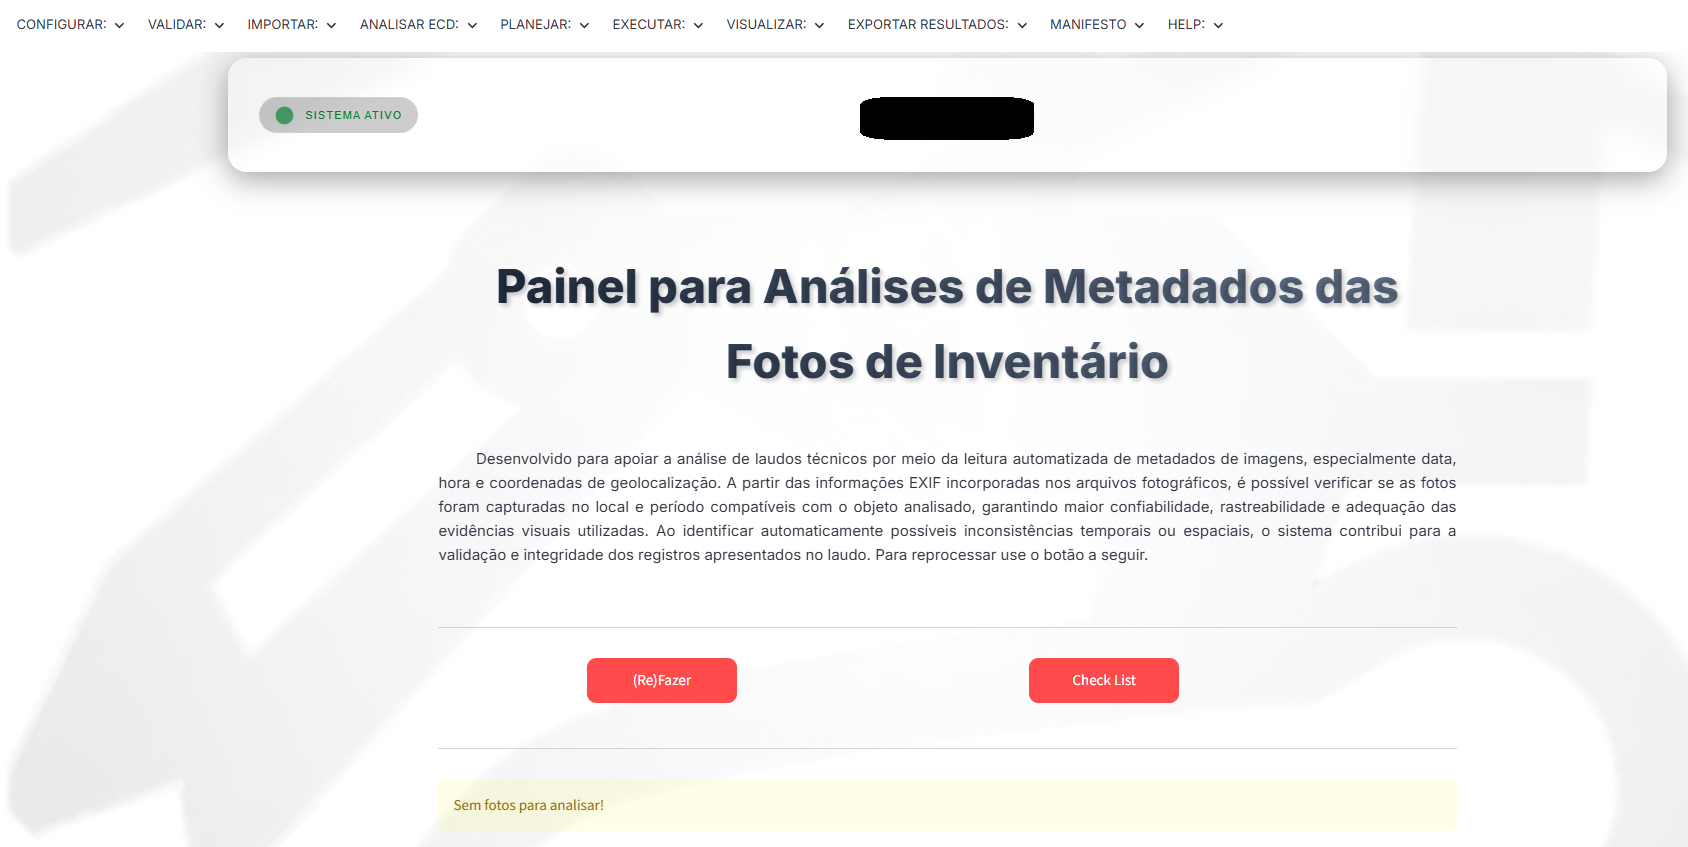 CONFIGURAR: VALIDAR: IMPORTAR: ANALISAR ECD: PLANEJAR: EXECUTAR: VISUALIZAR: EXPORTAR RESULTADOS: MANIFESTO HELP:
SISTEMA ATIVO
Painel para Análises de Metadados das
Fotos de Inventário
Desenvolvido para apoiar a análise de laudos técnicos por meio da leitura automatizada de metadados de imagens, especialmente data,
hora e coordenadas de geolocalização. A partir das informações EXIF incorporadas nos arquivos fotográficos, é possível verificar se as fotos
foram capturadas no local e período compatíveis com o objeto analisado, garantindo maior confiabilidade, rastreabilidade e adequação das
evidências visuais utilizadas. Ao identificar automaticamente possíveis inconsistências temporais ou espaciais, o sistema contribui para a
validação e integridade dos registros apresentados no laudo. Para reprocessar use o botão a seguir.
(Re)Fazer Check List
Sem fotos para analisar!